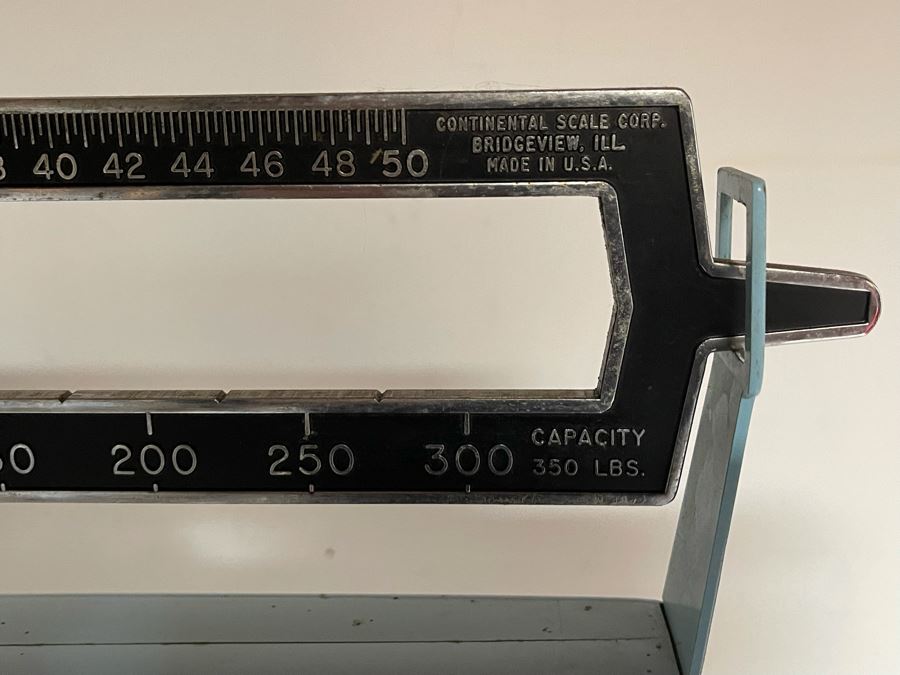 CONTINENTAL SCALE CORP.
BRIDGEVIEW, ILL.
MADE IN U.S.A.
40 42 44 46 48 50
200 250 300
CAPACITY
350 LBS.